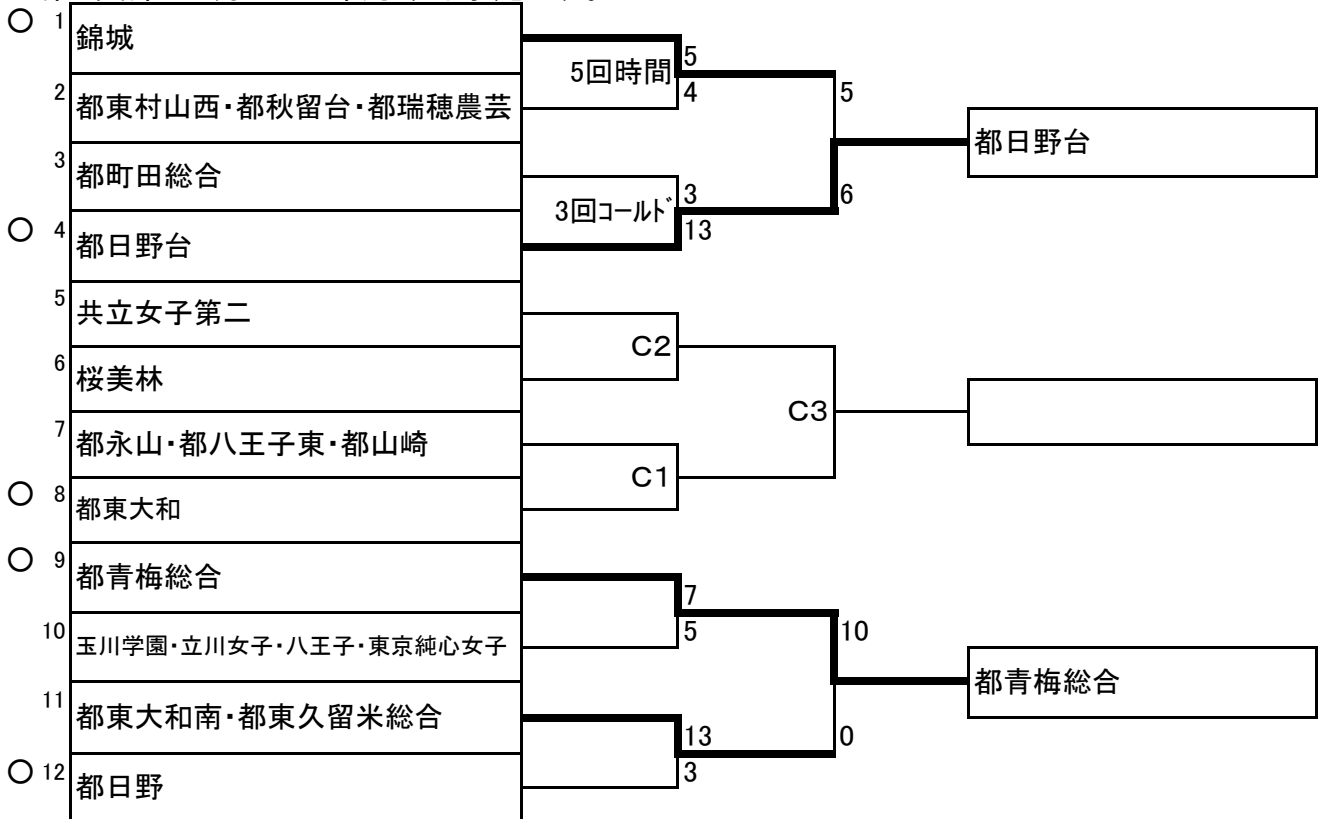 ○ 1 錦城
5回時間 5
4
2 都東村山西・都秋留台・都瑞穂農芸
5
都日野台
3 都町田総合
3回コールド 3
13
6
○ 4 都日野台
5 共立女子第二
C2
6 桜美林
C3
7 都永山・都八王子東・都山崎
C1
○ 8 都東大和
○ 9 都青梅総合
7
5
10 玉川学園・立川女子・八王子・東京純心女子
10
都青梅総合
11 都東大和南・都東久留米総合
13
3
0
○ 12 都日野